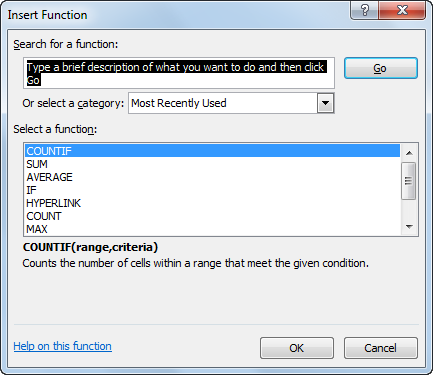 Insert Function
Search for a function:
Type a brief description of what you want to do and then click
Go
Go
Or select a category: Most Recently Used
Select a function:
COUNTIF
SUM
AVERAGE
IF
HYPERLINK
COUNT
MAX
COUNTIF(range,criteria)
Counts the number of cells within a range that meet the given condition.
Help on this function
OK
Cancel